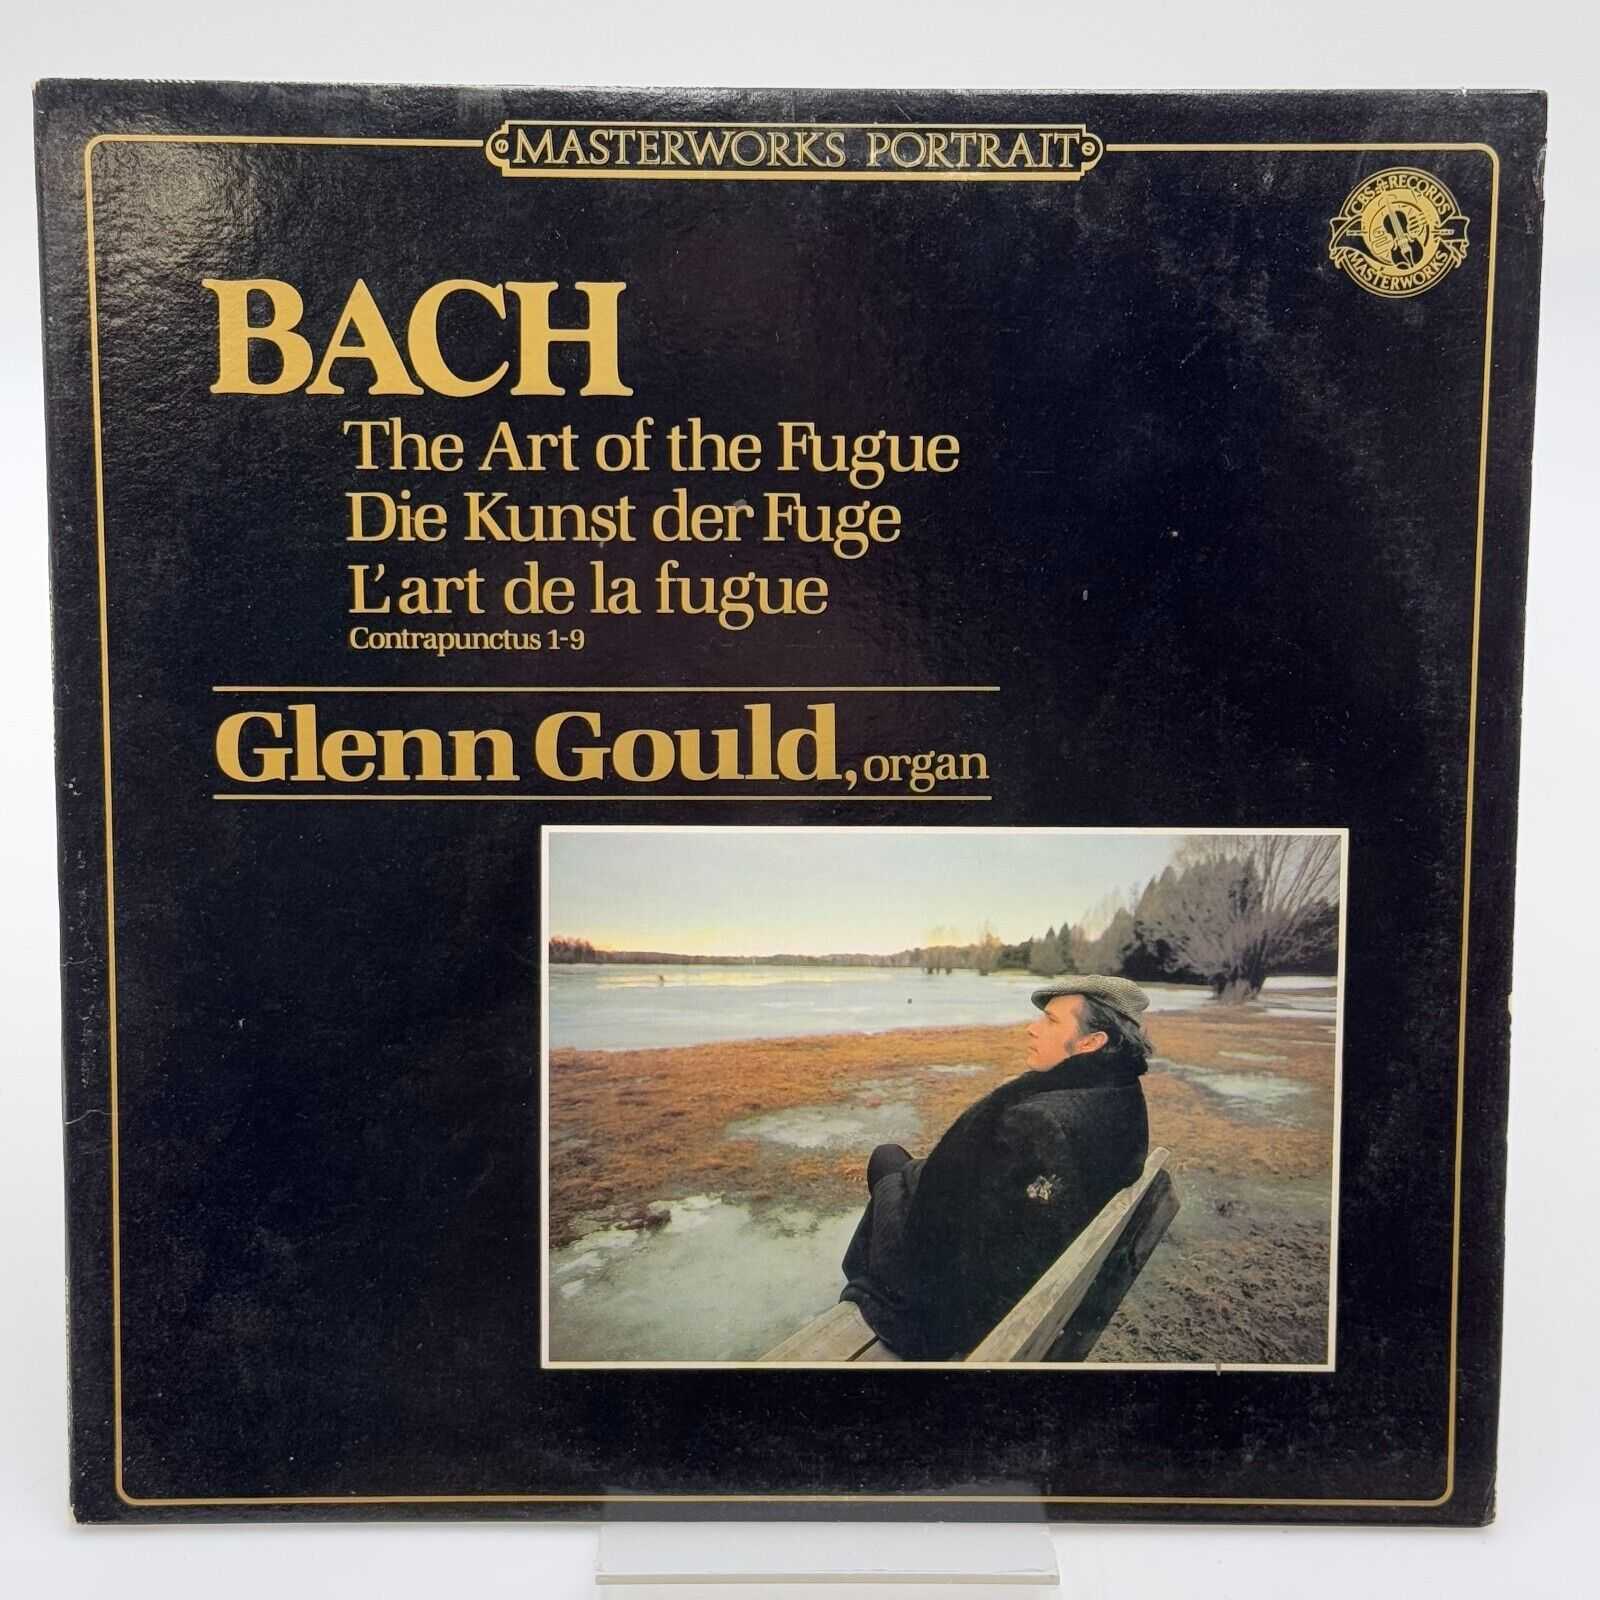 MASTERWORKS PORTRAIT
CBS RECORDS
MASTERWORKS
BACH
The Art of the Fugue
Die Kunst der Fuge
L'art de la fugue
Contrapunctus 1-9
Glenn Gould, organ